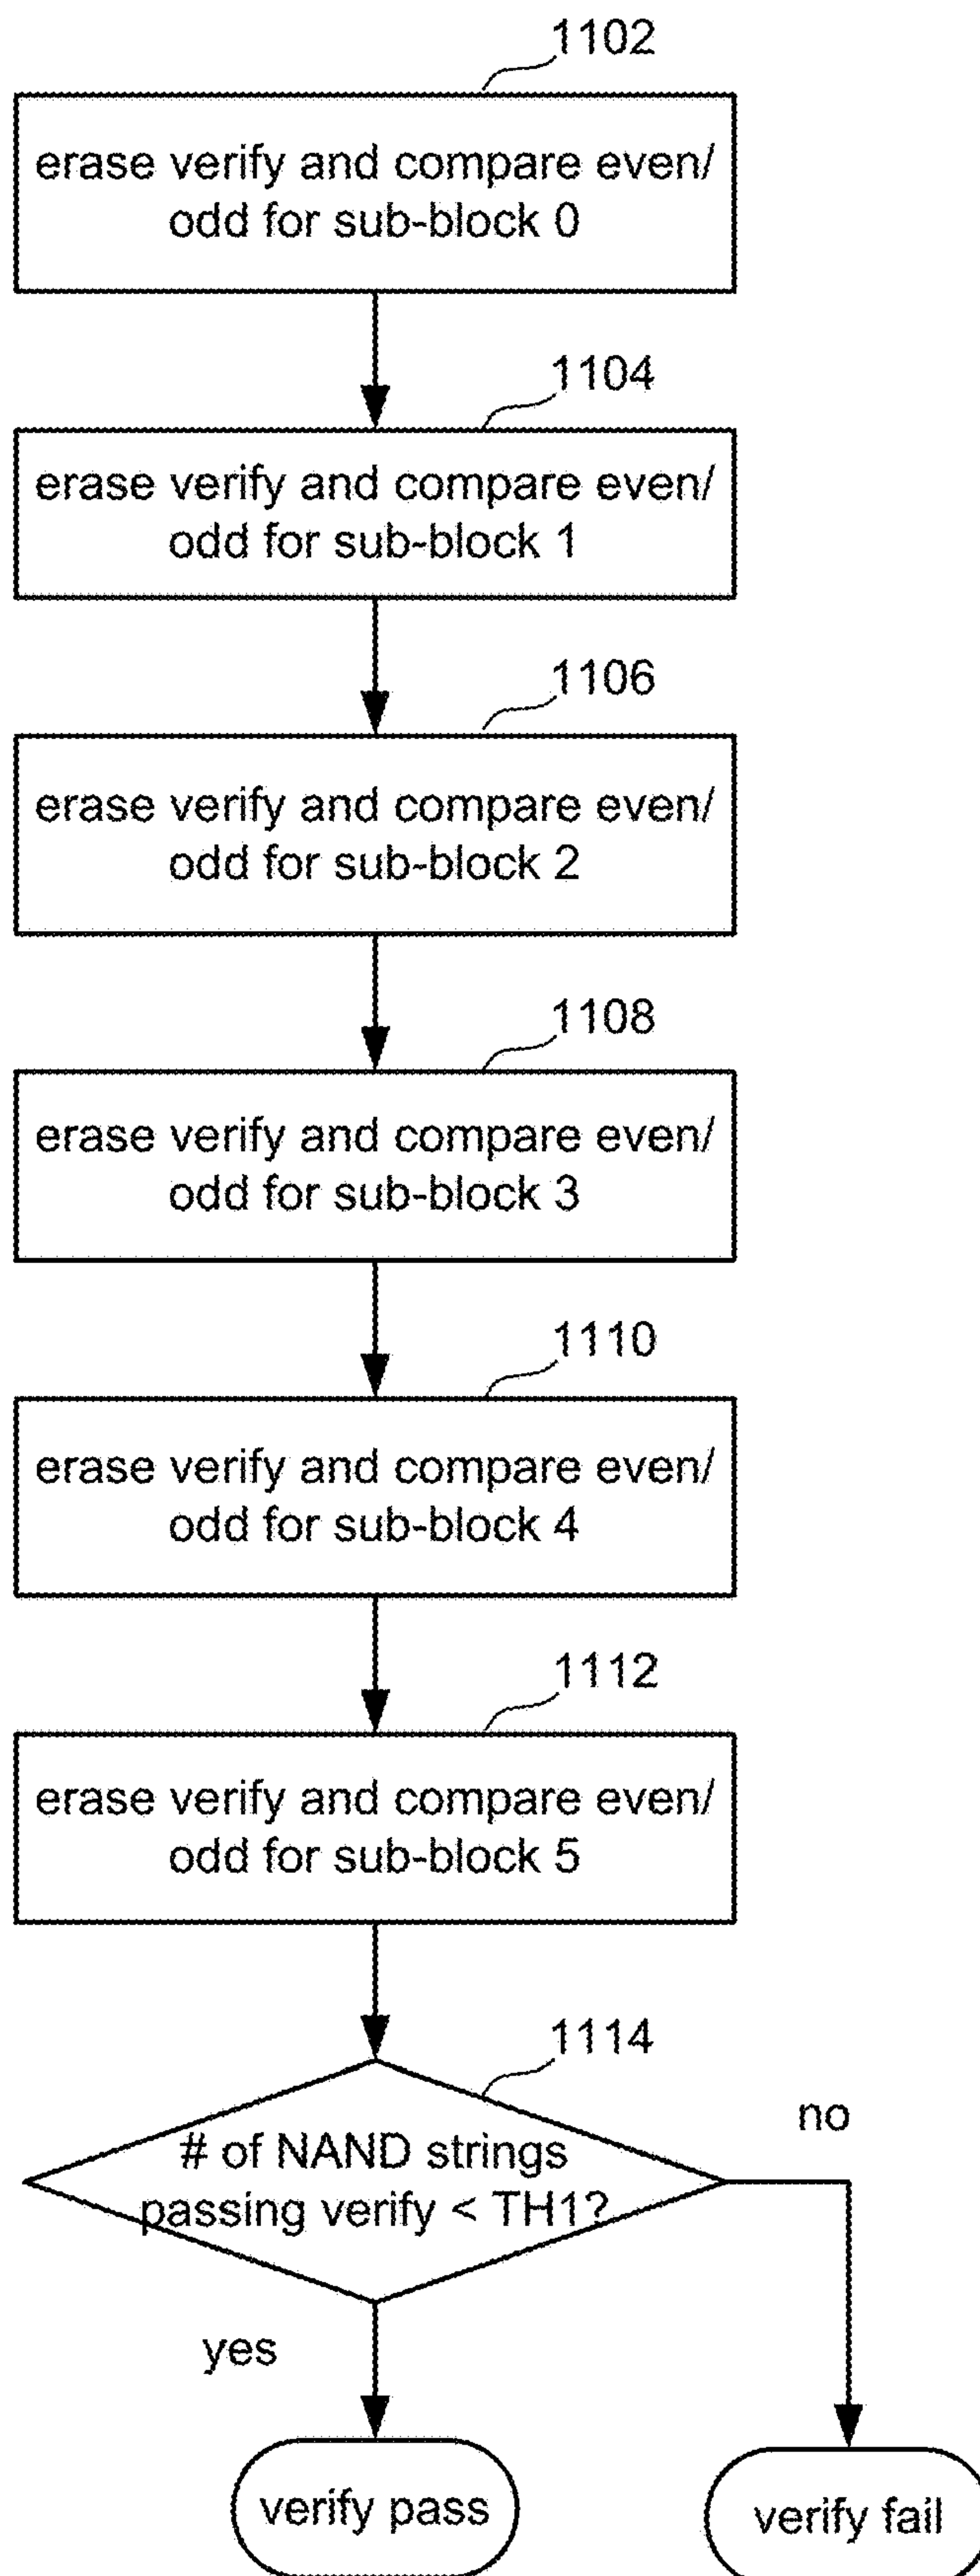 1102
erase verify and compare even/
odd for sub-block 0
1104
erase verify and compare even/
odd for sub-block 1
1106
erase verify and compare even/
odd for sub-block 2
1108
erase verify and compare even/
odd for sub-block 3
1110
erase verify and compare even/
odd for sub-block 4
1112
erase verify and compare even/
odd for sub-block 5
1114
# of NAND strings
passing verify < TH1?
no
yes
verify pass
verify fail